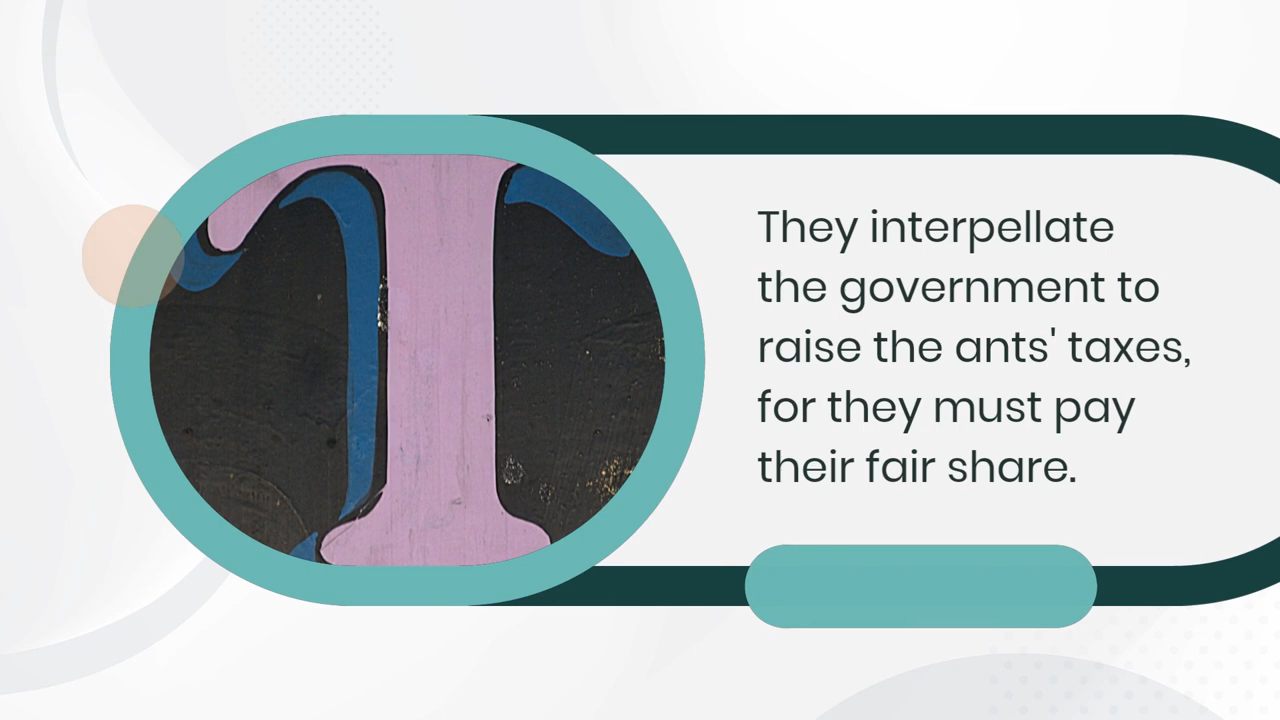 T
They interpellate
the government to
raise the ants' taxes,
for they must pay
their fair share.